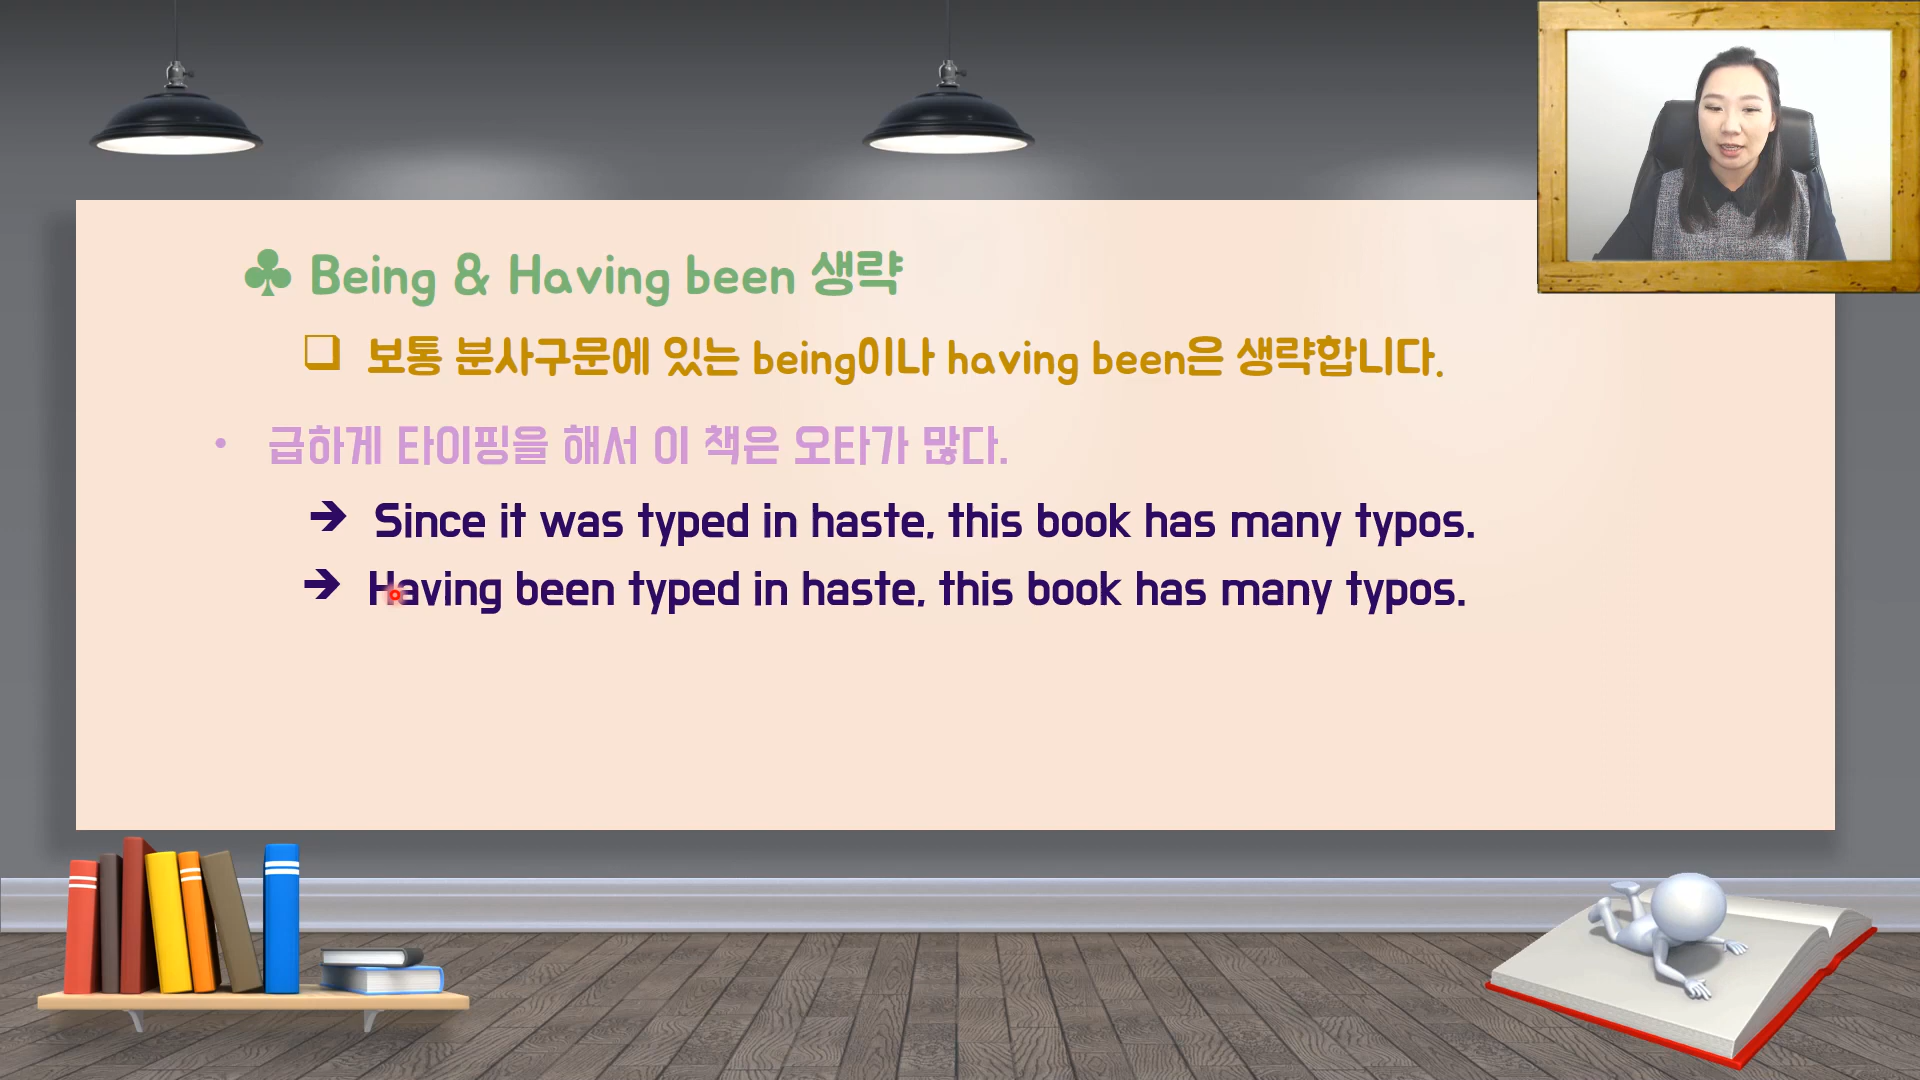 ♣ Being & Having been 생략
❑ 보통 분사구문에 있는 being이나 having been은 생략합니다.
• 급하게 타이핑을 해서 이 책은 오타가 많다.
➔ Since it was typed in haste, this book has many typos.
➔ Having been typed in haste, this book has many typos.